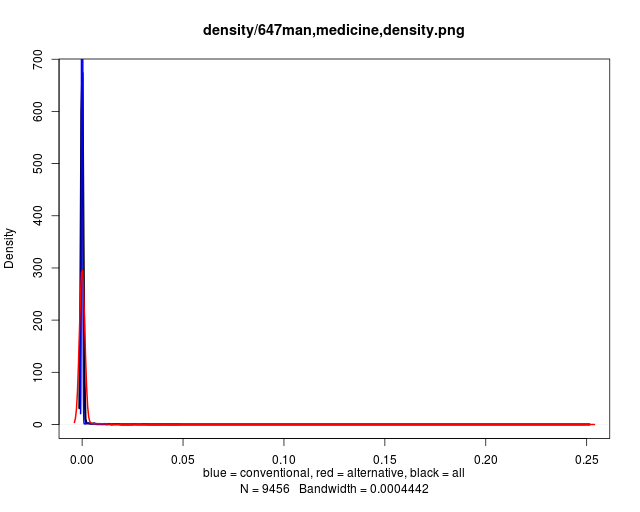 density/647man,medicine,density.png
700
600
500
400
300
200
100
0
Density
0.00 0.05 0.10 0.15 0.20 0.25
blue = conventional, red = alternative, black = all
N = 9456 Bandwidth = 0.0004442